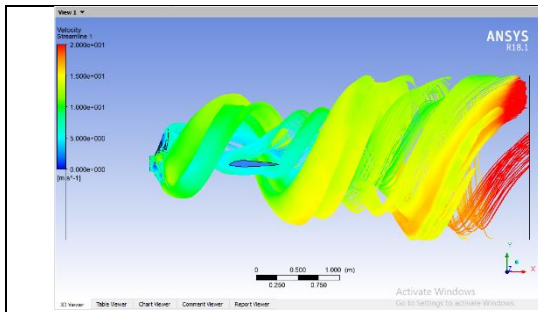 View 1
Velocity
Streamline 1
2.000e+001
1.500e+001
1.000e+001
5.000e+000
0.000e+000
[m s^-1]
ANSYS
R18.1
0 0.500 1.000 (m)
0.250 0.750
Y
Z X
Activate Windows
Go to Settings to activate Windows.
3D Viewer Table Viewer Chart Viewer Comment Viewer Report Viewer